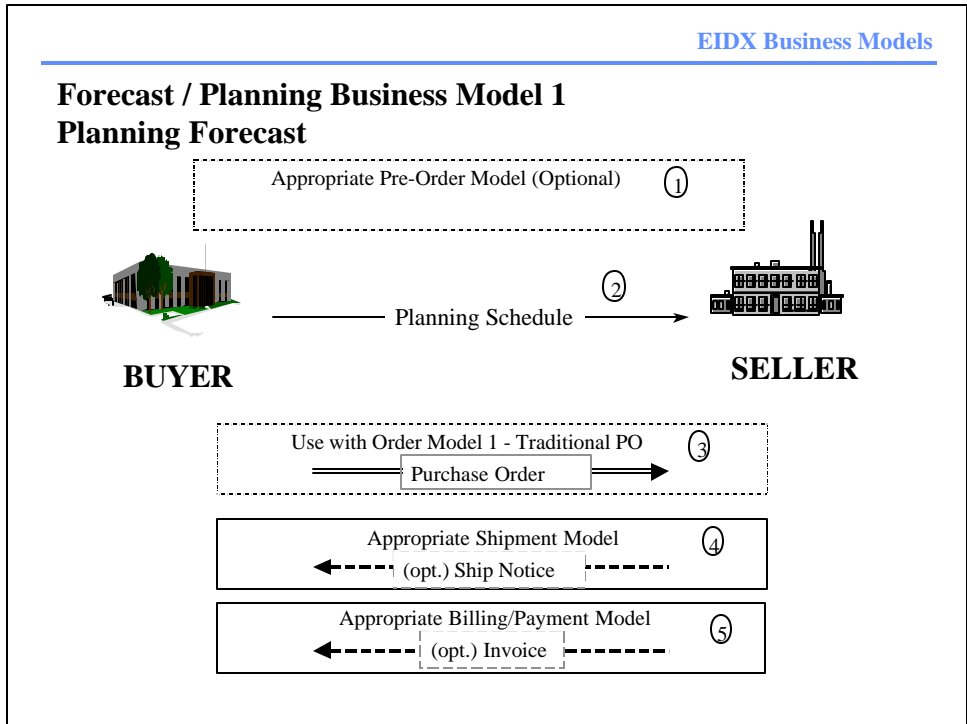 EIDX Business Models
Forecast / Planning Business Model 1
Planning Forecast
Appropriate Pre-Order Model (Optional) 1
2
Planning Schedule
BUYER
SELLER
Use with Order Model 1 - Traditional PO 3
Purchase Order
Appropriate Shipment Model 4
(opt.) Ship Notice
Appropriate Billing/Payment Model 5
(opt.) Invoice